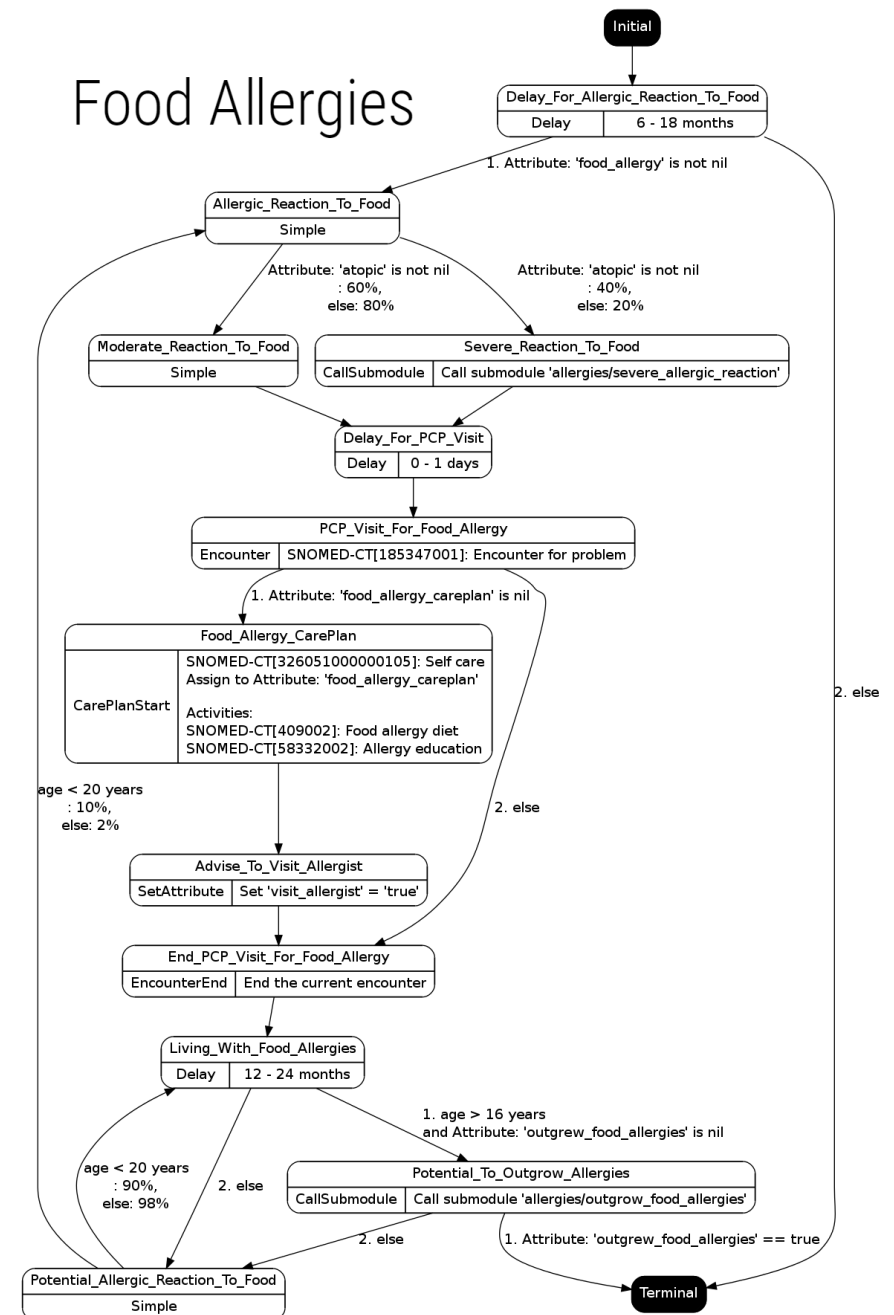 Initial
Food Allergies
Delay_For_Allergic_Reaction_To_Food
Delay 6 - 18 months
1. Attribute: 'food_allergy' is not nil
Allergic_Reaction_To_Food
Simple
Attribute: 'atopic' is not nil
: 60%,
else: 80%
Attribute: 'atopic' is not nil
: 40%,
else: 20%
Moderate_Reaction_To_Food
Simple
Severe_Reaction_To_Food
CallSubmodule Call submodule 'allergies/severe_allergic_reaction'
Delay_For_PCP_Visit
Delay 0 - 1 days
PCP_Visit_For_Food_Allergy
Encounter SNOMED-CT[185347001]: Encounter for problem
1. Attribute: 'food_allergy_careplan' is nil
Food_Allergy_CarePlan
CarePlanStart
SNOMED-CT[326051000000105]: Self care
Assign to Attribute: 'food_allergy_careplan'
Activities:
SNOMED-CT[409002]: Food allergy diet
SNOMED-CT[58332002]: Allergy education
2. else
age < 20 years
: 10%,
else: 2%
2. else
Advise_To_Visit_Allergist
SetAttribute Set 'visit_allergist' = 'true'
End_PCP_Visit_For_Food_Allergy
EncounterEnd End the current encounter
Living_With_Food_Allergies
Delay 12 - 24 months
1. age > 16 years
and Attribute: 'outgrew_food_allergies' is nil
age < 20 years
: 90%,
else: 98%
2. else
Potential_To_Outgrow_Allergies
CallSubmodule Call submodule 'allergies/outgrow_food_allergies'
2. else
1. Attribute: 'outgrew_food_allergies' == true
Potential_Allergic_Reaction_To_Food
Simple
Terminal